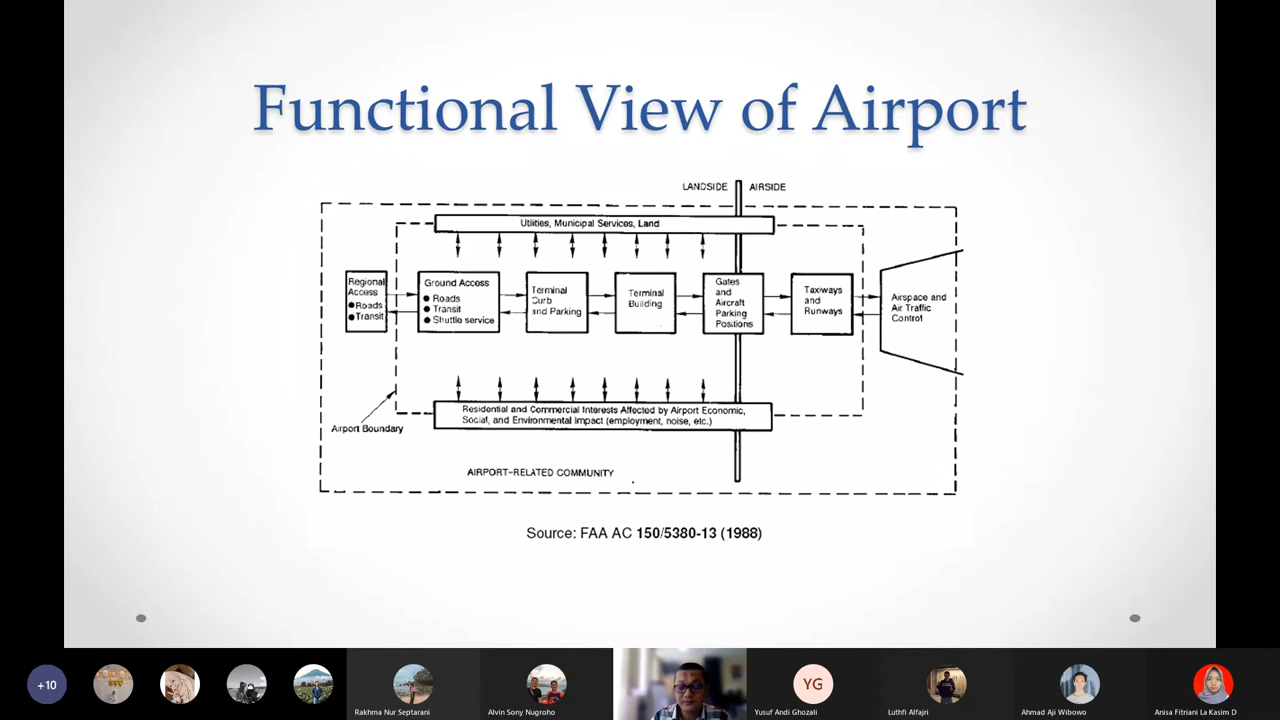 Functional View of Airport
LANDSIDE
AIRSIDE
Utilities, Municipal Services, Land
Regional
Access
● Roads
● Transit
Ground Access
● Roads
● Transit
● Shuttle service
Terminal
Curb
and Parking
Terminal
Building
Gates
and
Aircraft
Parking
Positions
Taxiways
and
Runways
Airspace and
Air Traffic
Control
Residential and Commercial Interests Affected by Airport Economic,
Social, and Environmental Impact (employment, noise, etc.)
Airport Boundary
AIRPORT-RELATED COMMUNITY
Source: FAA AC 150/5380-13 (1988)
+10
Rakhma Nur Septarani
Alvin Sony Nugroho
YG
Yusuf Andi Ghozali
Luthfi Alfajri
Ahmad Aji Wibowo
Anisa Fitriani La Kasim D